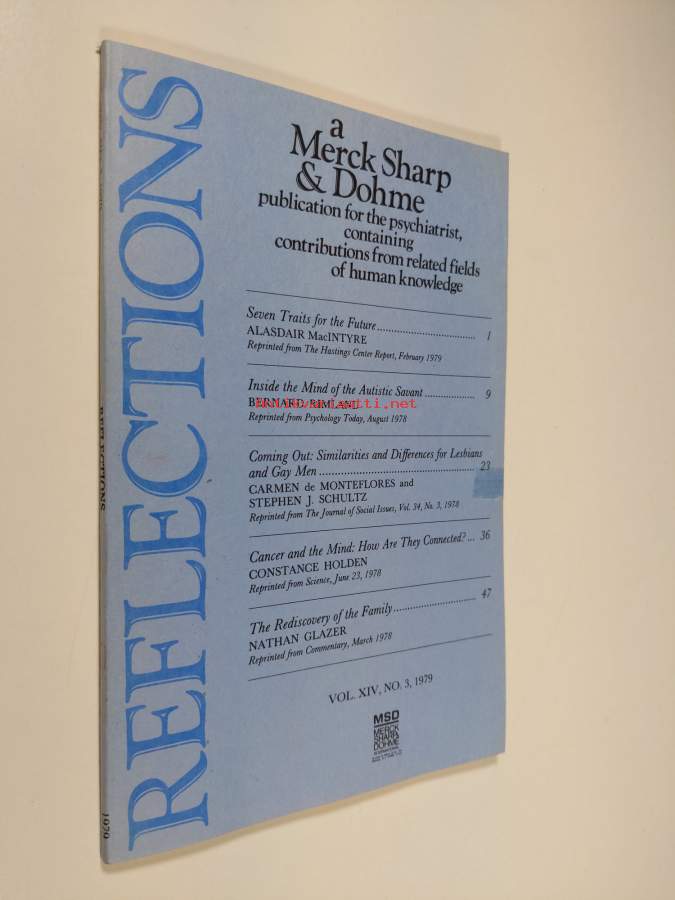 REFLECTIONS
a
Merck Sharp
& Dohme
publication for the psychiatrist,
containing
contributions from related fields
of human knowledge
Seven Traits for the Future .......... 1
ALASDAIR MacINTYRE
Reprinted from The Hastings Center Report, February 1979
Inside the Mind of the Autistic Savant .......... 9
BERNARD RIMLAND
Reprinted from Psychology Today, August 1978
Coming Out: Similarities and Differences for Lesbians
and Gay Men .......... 23
CARMEN de MONTEFLORES and
STEPHEN J. SCHULTZ
Reprinted from The Journal of Social Issues, Vol. 34, No. 3, 1978
Cancer and the Mind: How Are They Connected? ... 36
CONSTANCE HOLDEN
Reprinted from Science, June 23, 1978
The Rediscovery of the Family .......... 47
NATHAN GLAZER
Reprinted from Commentary, March 1978
VOL. XIV, NO. 3, 1979
MSD
MERCK
SHARP &
DOHME
REFLECTIONS
1979